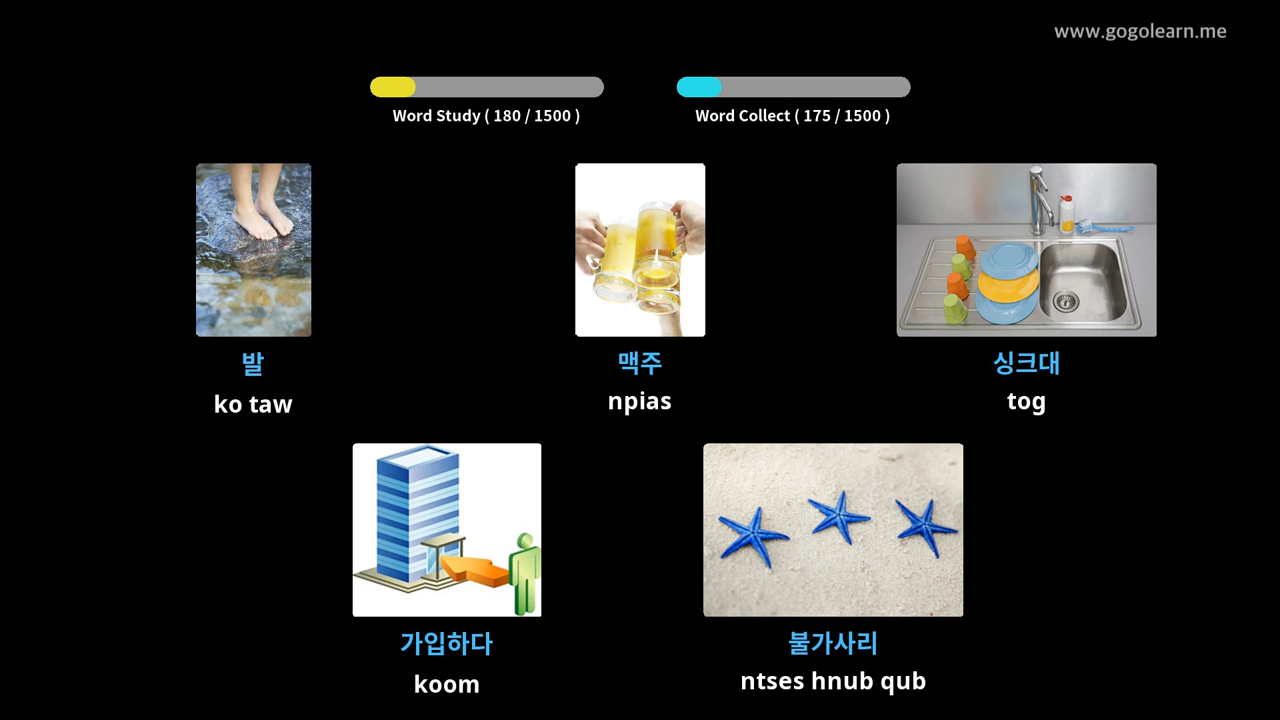 www.gogolearn.me
Word Study ( 180 / 1500 )
Word Collect ( 175 / 1500 )
발
ko taw
맥주
npias
싱크대
tog
가입하다
koom
불가사리
ntses hnub qub